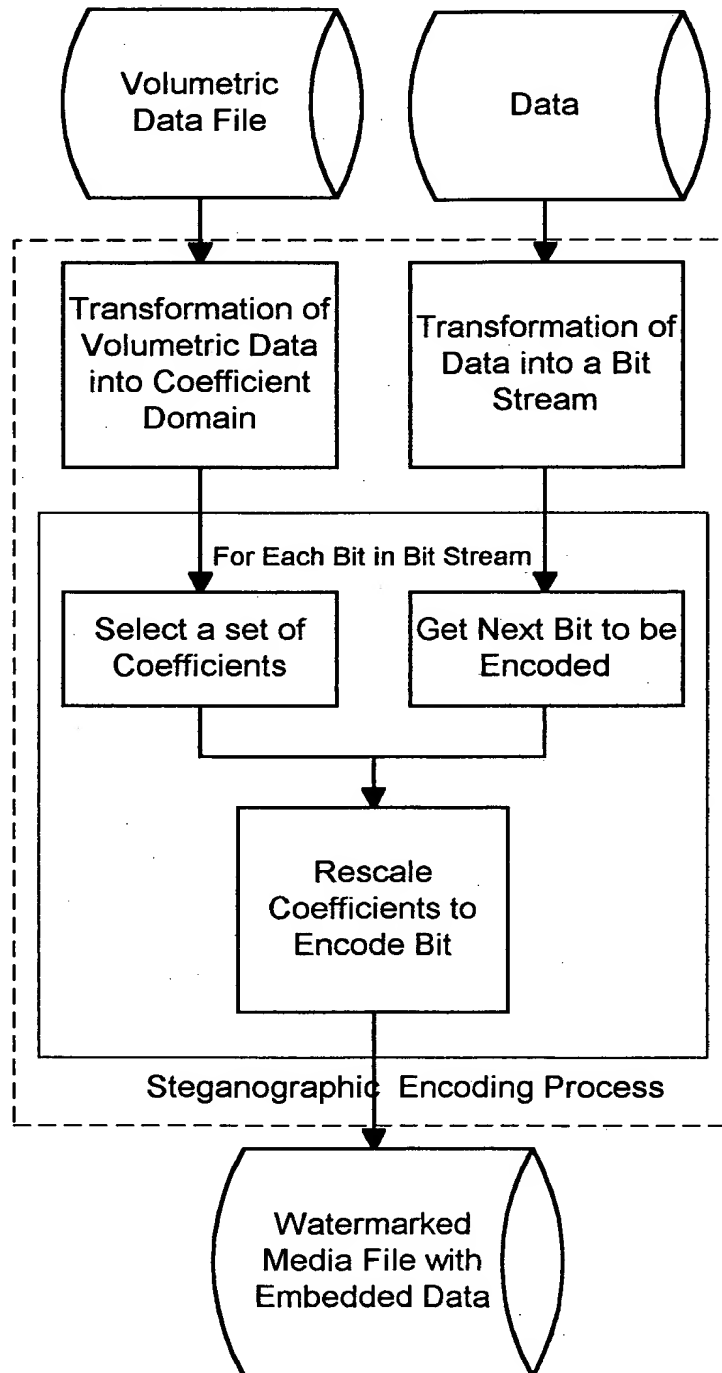 Volumetric
Data File
Data
Transformation of
Volumetric Data
into Coefficient
Domain
Transformation of
Data into a Bit
Stream
For Each Bit in Bit Stream
Select a set of
Coefficients
Get Next Bit to be
Encoded
Rescale
Coefficients to
Encode Bit
Steganographic Encoding Process
Watermarked
Media File with
Embedded Data